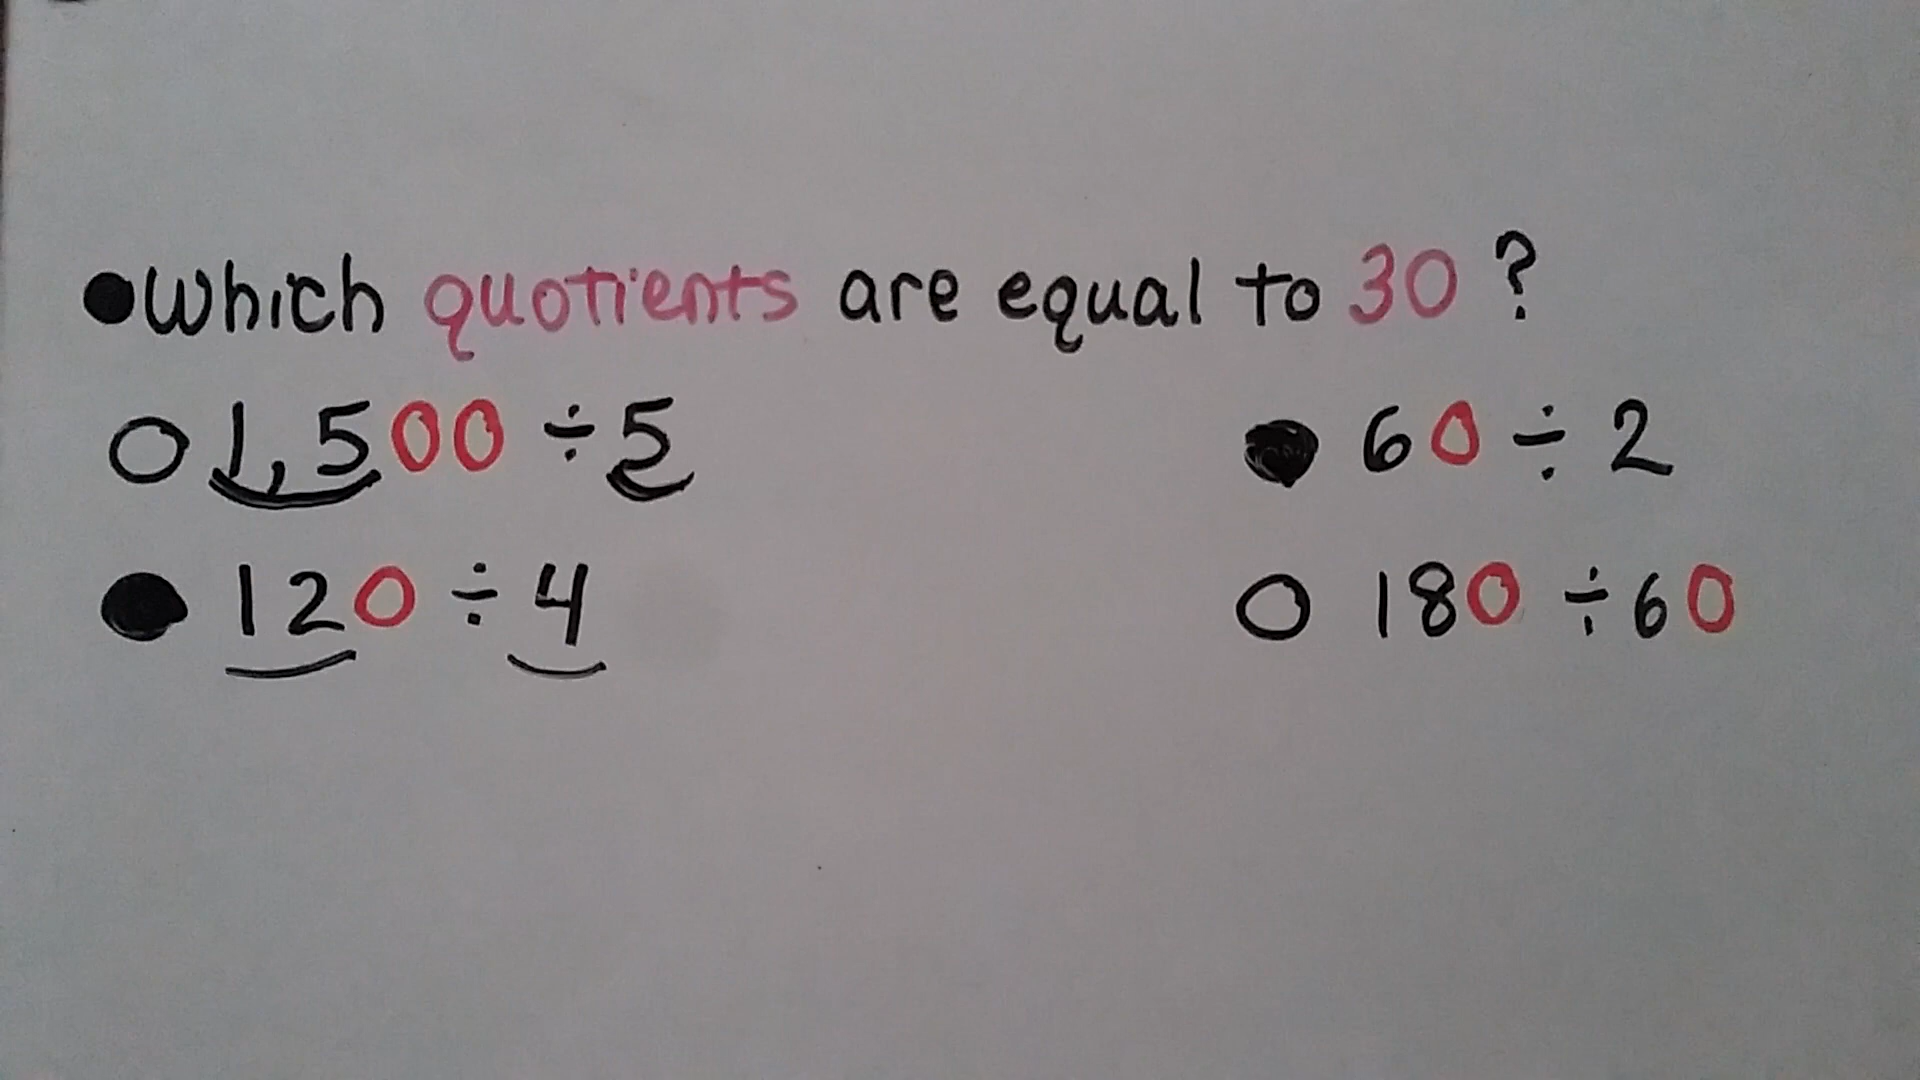 ●Which quotients are equal to 30?
○ 1,500 ÷ 5
● 60 ÷ 2
● 120 ÷ 4
○ 180 ÷ 60